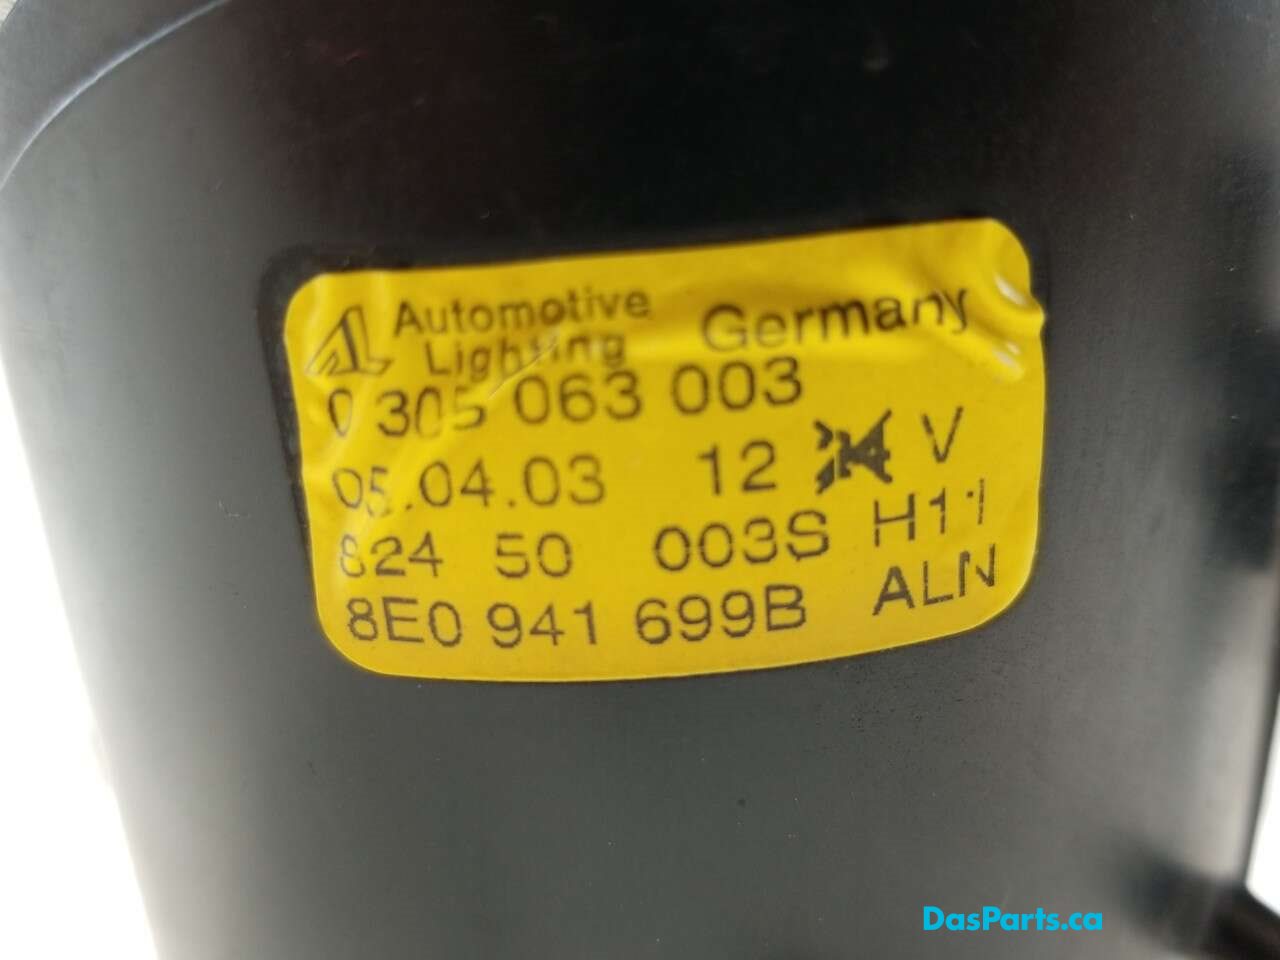 Automotive Lighting Germany
0 305 063 003
05.04.03 12 V
824 50 003S H11
8E0 941 699B ALN
DasParts.ca